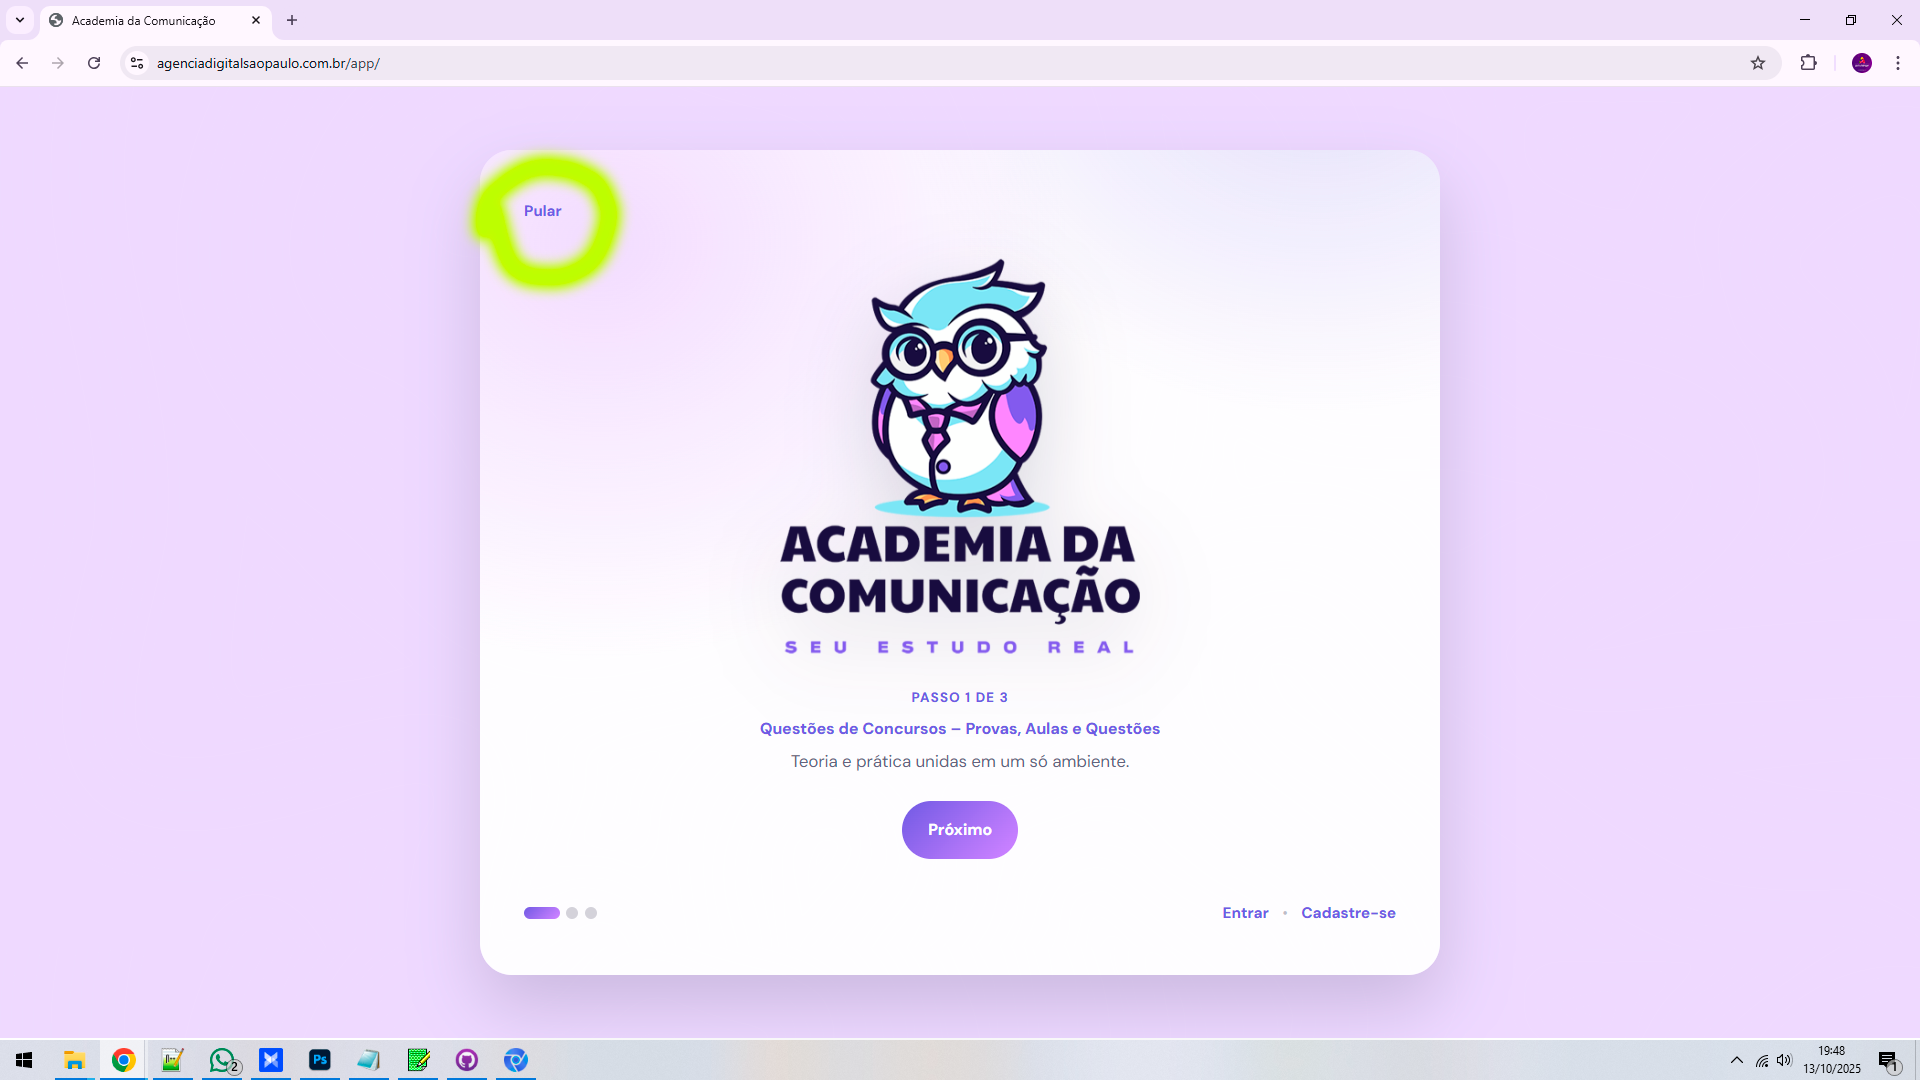 Academia da Comunicação
agenciadigitalsaopaulo.com.br/app/
Pular
ACADEMIA DA
COMUNICAÇÃO
SEU ESTUDO REAL
PASSO 1 DE 3
Questões de Concursos – Provas, Aulas e Questões
Teoria e prática unidas em um só ambiente.
Próximo
Entrar • Cadastre-se
2
Ps
19:48
13/10/2025
1